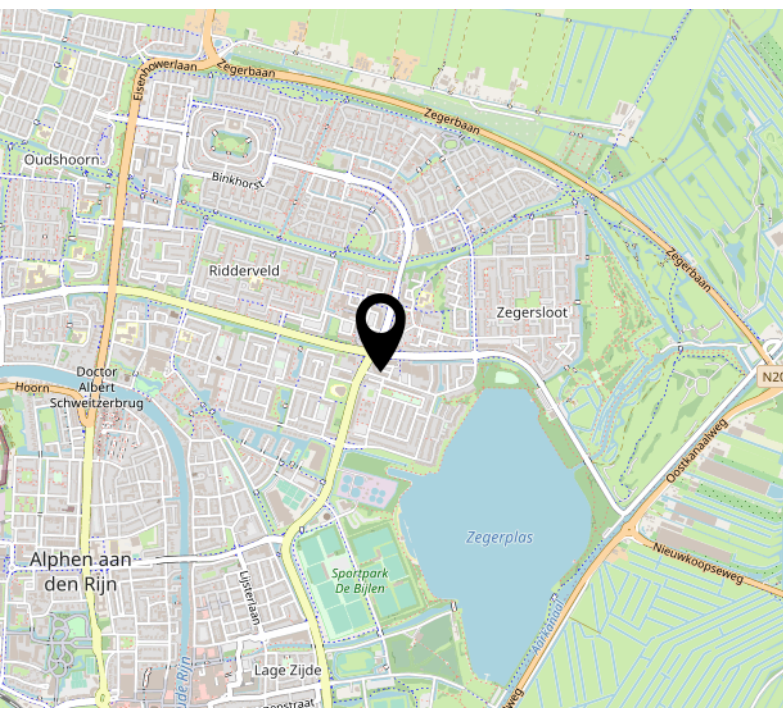 Eisenhowerlaan
Zegerbaan
Zegerbaan
Oudshoorn
Binkhorst
Ridderveld
Zegerbaan
Zegersloot
Doctor
Albert
Schweitzerbrug
Hoorn
N20
Oostkanaalweg
Zegerplas
Nieuwkoopseweg
Alphen aan
den Rijn
Sportpark
De Bijlen
Lijsterlaan
Aarkanaal
Lage Zijde